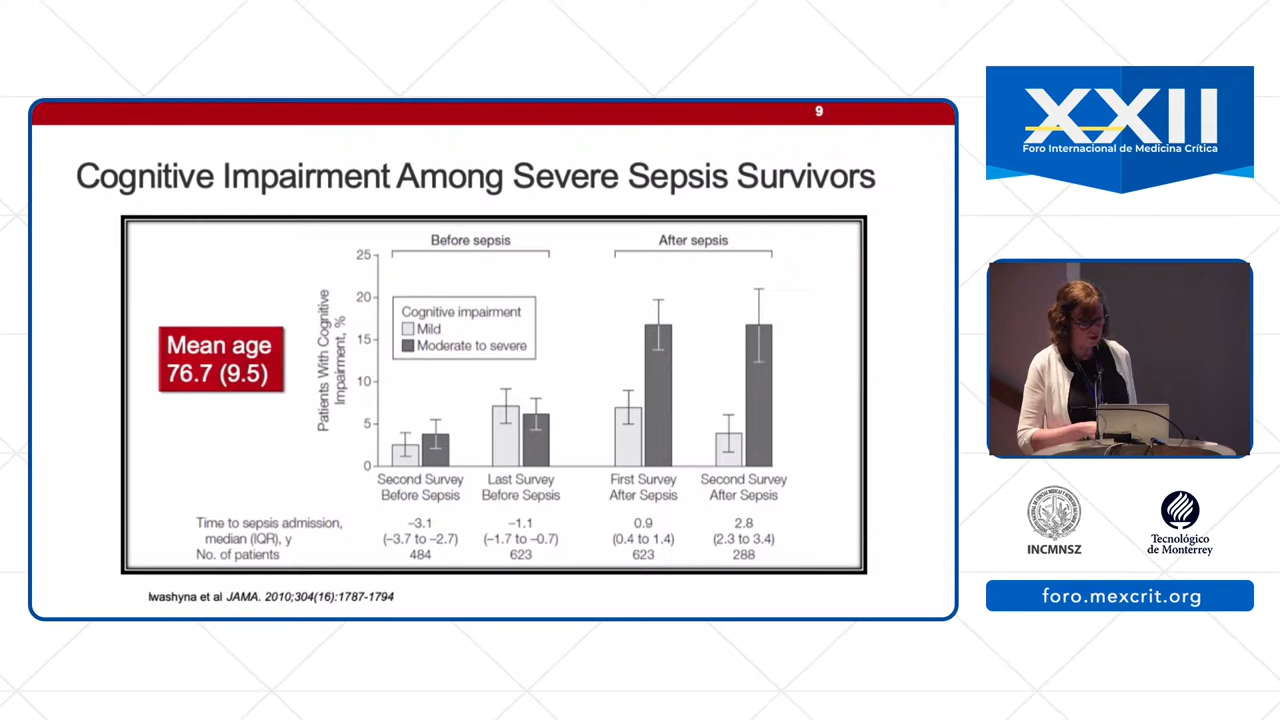 9
Cognitive Impairment Among Severe Sepsis Survivors
Mean age
76.7 (9.5)
Before sepsis
After sepsis
25
20
15
10
5
0
Patients With Cognitive
Impairment, %
Cognitive impairment
Mild
Moderate to severe
Second Survey
Before Sepsis
Last Survey
Before Sepsis
First Survey
After Sepsis
Second Survey
After Sepsis
Time to sepsis admission,
median (IQR), y
–3.1
(–3.7 to –2.7)
–1.1
(–1.7 to –0.7)
0.9
(0.4 to 1.4)
2.8
(2.3 to 3.4)
No. of patients
484
623
623
288
Iwashyna et al JAMA. 2010;304(16):1787-1794
XXII
Foro Internacional de Medicina Crítica
INCMNSZ
Tecnológico
de Monterrey
foro.mexcrit.org